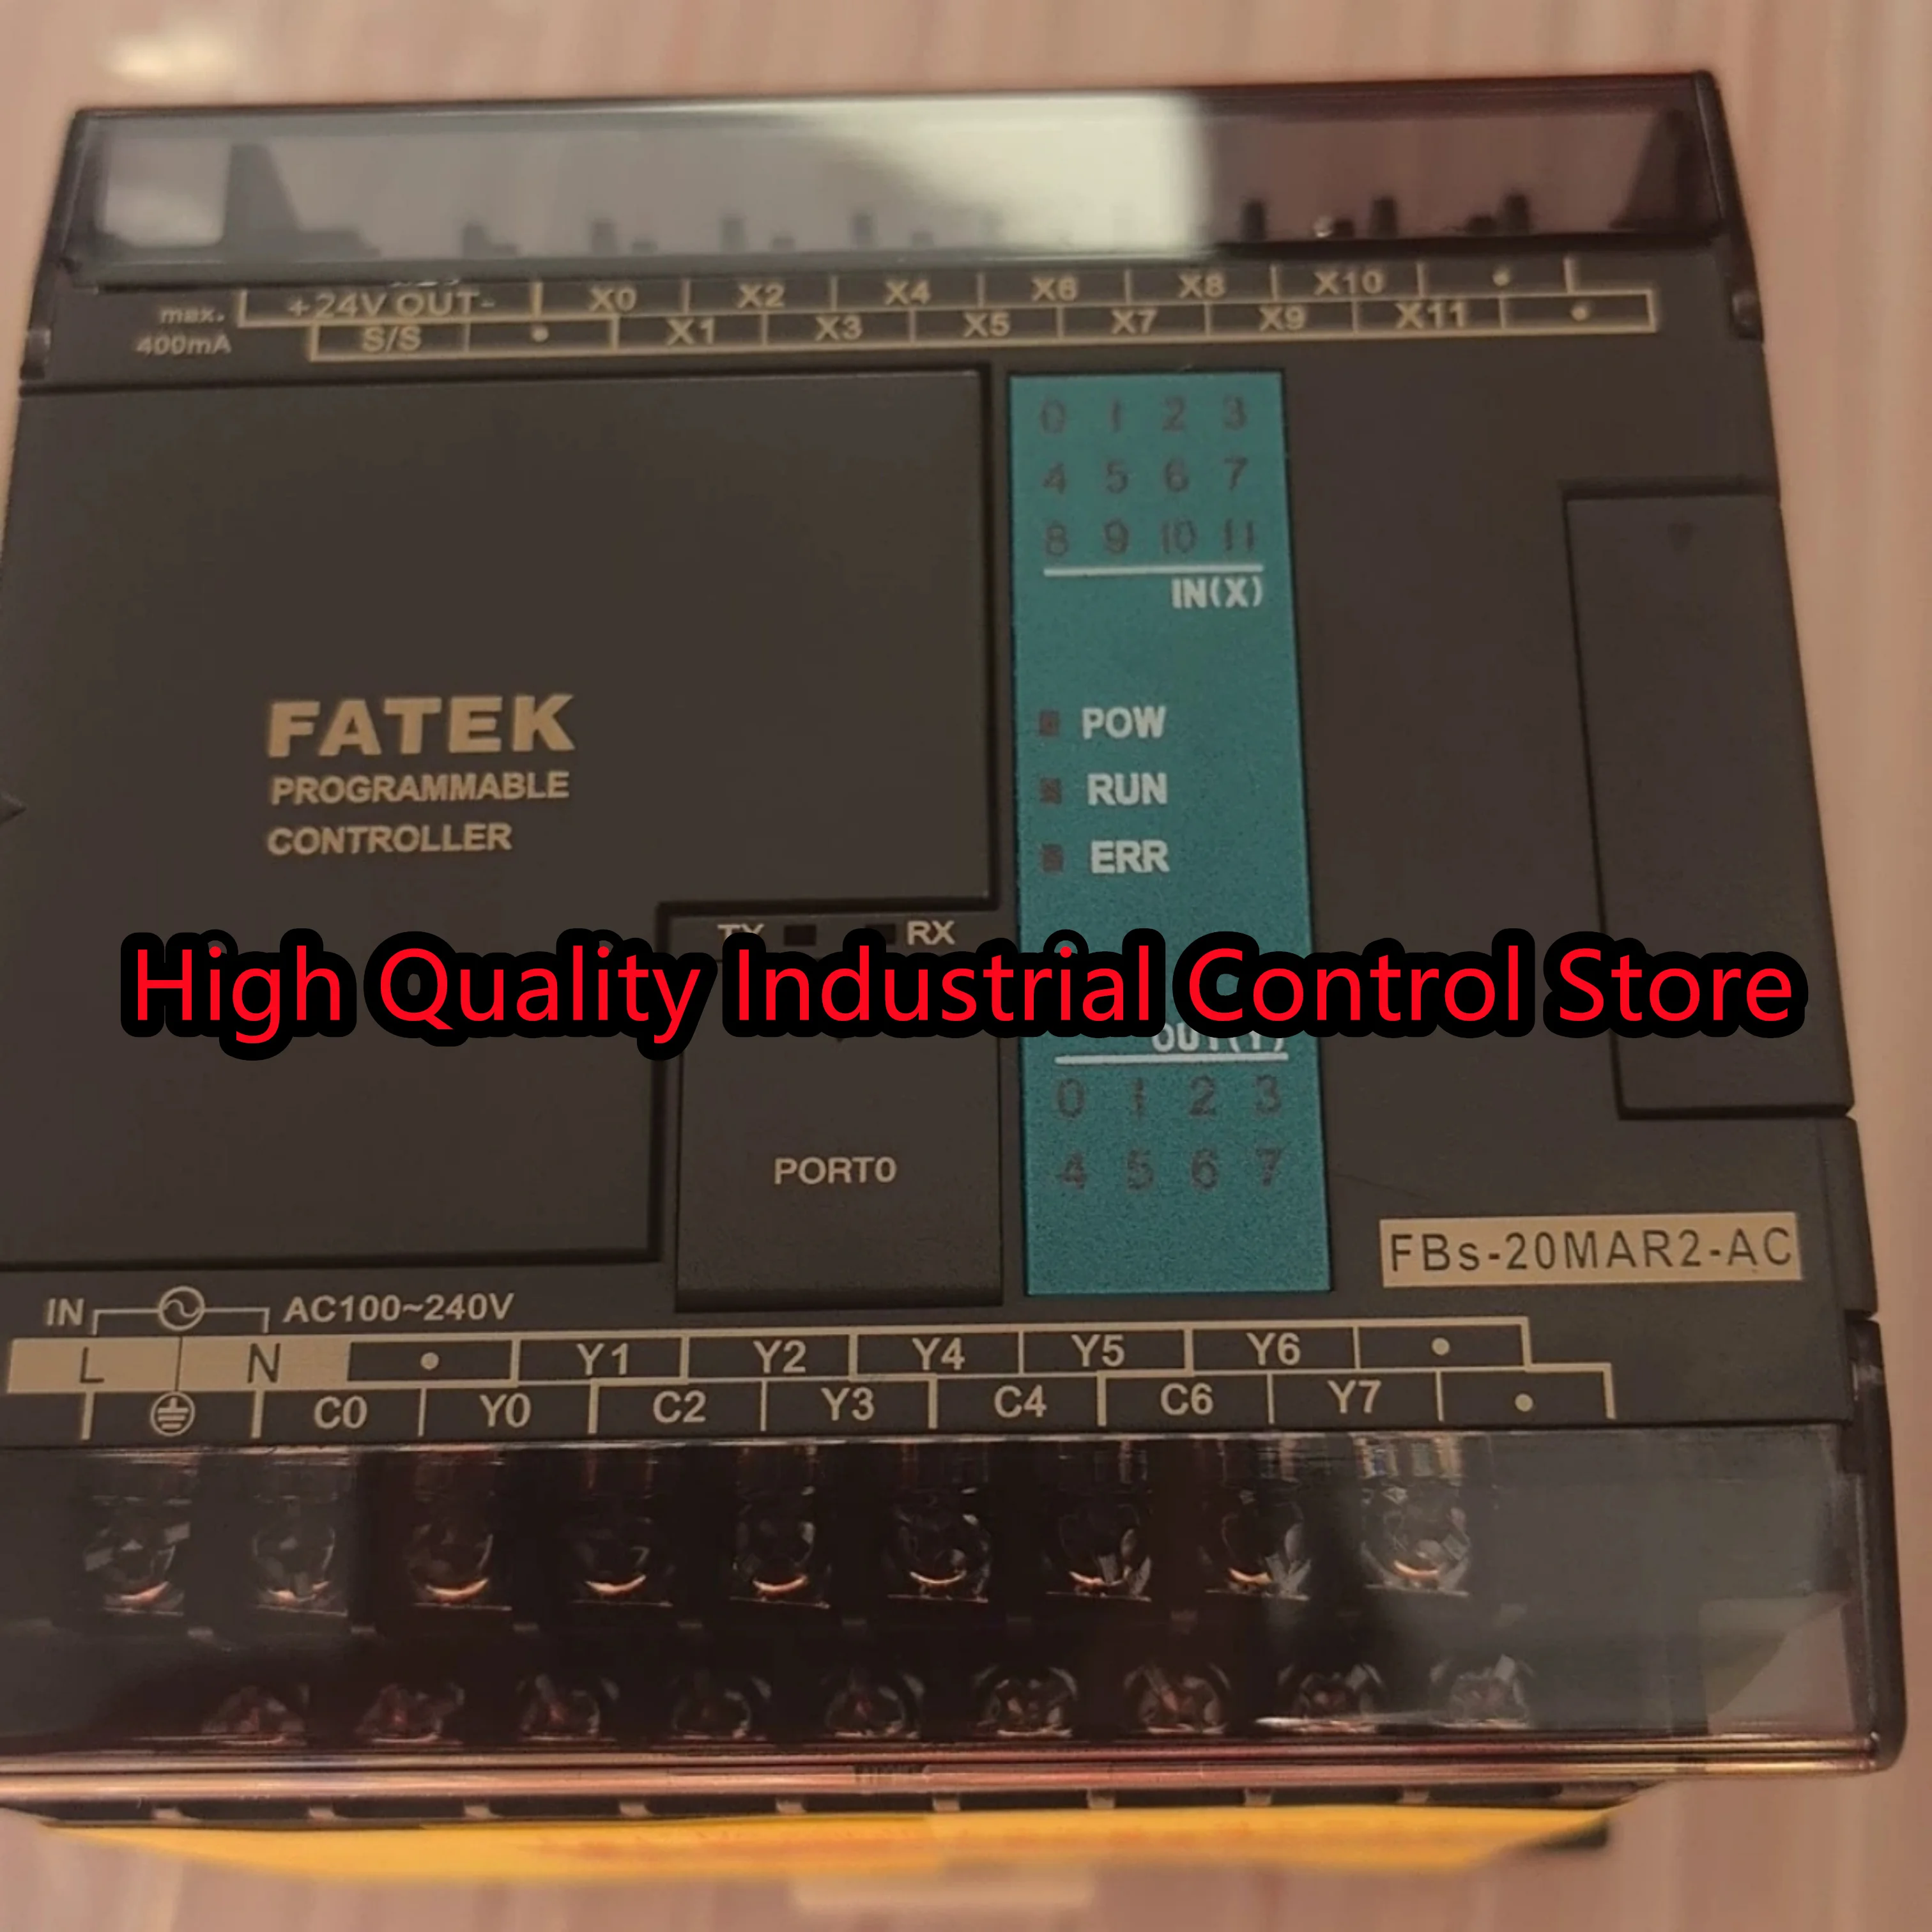 +24V OUT- X0 X2 X4 X6 X8 X10
max.
400mA
S/S X1 X3 X5 X7 X9 X11
0 1 2 3
4 5 6 7
8 9 10 11
IN(X)
FATEK
PROGRAMMABLE
CONTROLLER
POW
RUN
ERR
TX RX
High Quality Industrial Control Store
OUT(Y)
0 1 2 3
4 5 6 7
PORT0
FBs-20MAR2-AC
IN AC100~240V
L N Y1 Y2 Y4 Y5 Y6
C0 Y0 C2 Y3 C4 C6 Y7